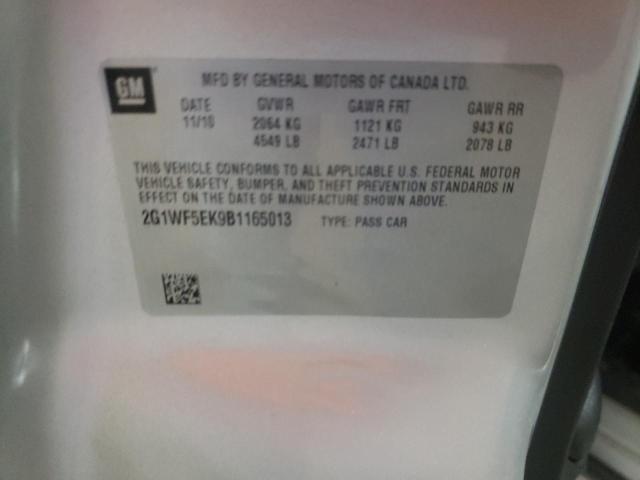 GM
MFD BY GENERAL MOTORS OF CANADA LTD.
DATE GVWR GAWR FRT GAWR RR
11/10 2064 KG 1121 KG 943 KG
4549 LB 2471 LB 2078 LB
THIS VEHICLE CONFORMS TO ALL APPLICABLE U.S. FEDERAL MOTOR
VEHICLE SAFETY, BUMPER, AND THEFT PREVENTION STANDARDS IN
EFFECT ON THE DATE OF MANUFACTURE SHOWN ABOVE.
2G1WF5EK9B1165013 TYPE: PASS CAR